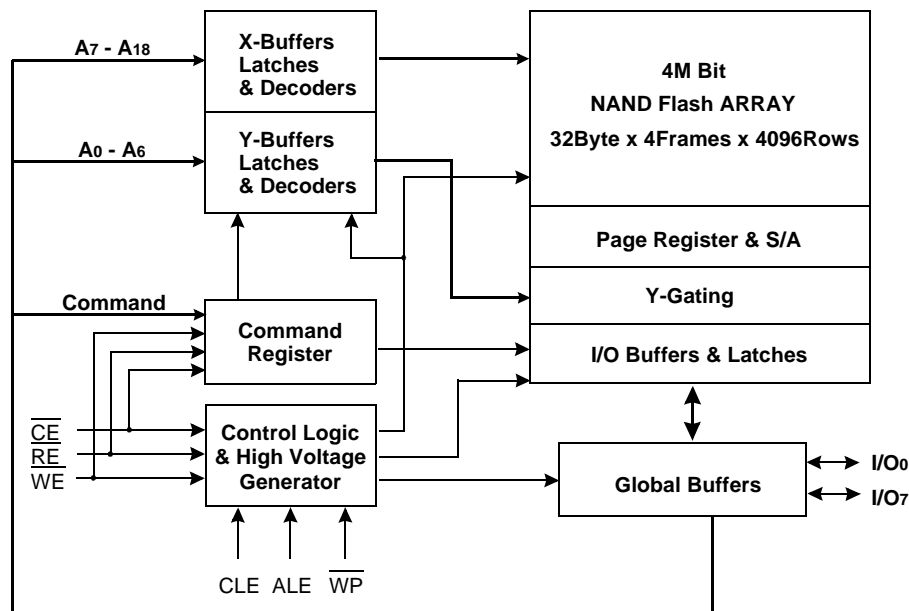 A7 - A18
X-Buffers
Latches
& Decoders
A0 - A6
Y-Buffers
Latches
& Decoders
4M Bit
NAND Flash ARRAY
32Byte x 4Frames x 4096Rows
Page Register & S/A
Y-Gating
I/O Buffers & Latches
Command
Command
Register
CE
RE
WE
Control Logic
& High Voltage
Generator
Global Buffers
I/O0
I/O7
CLE ALE WP